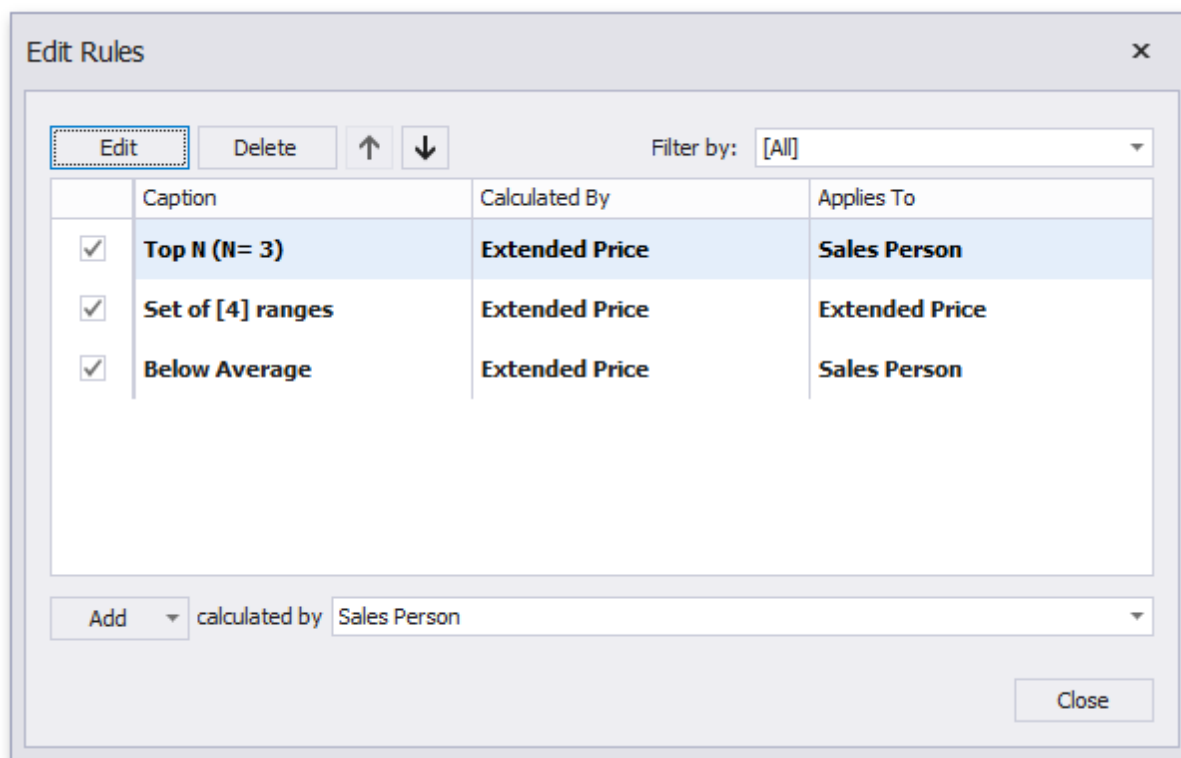 Edit Rules
Edit Delete Filter by: [All]
Caption Calculated By Applies To
Top N (N= 3) Extended Price Sales Person
Set of [4] ranges Extended Price Extended Price
Below Average Extended Price Sales Person
Add calculated by Sales Person
Close